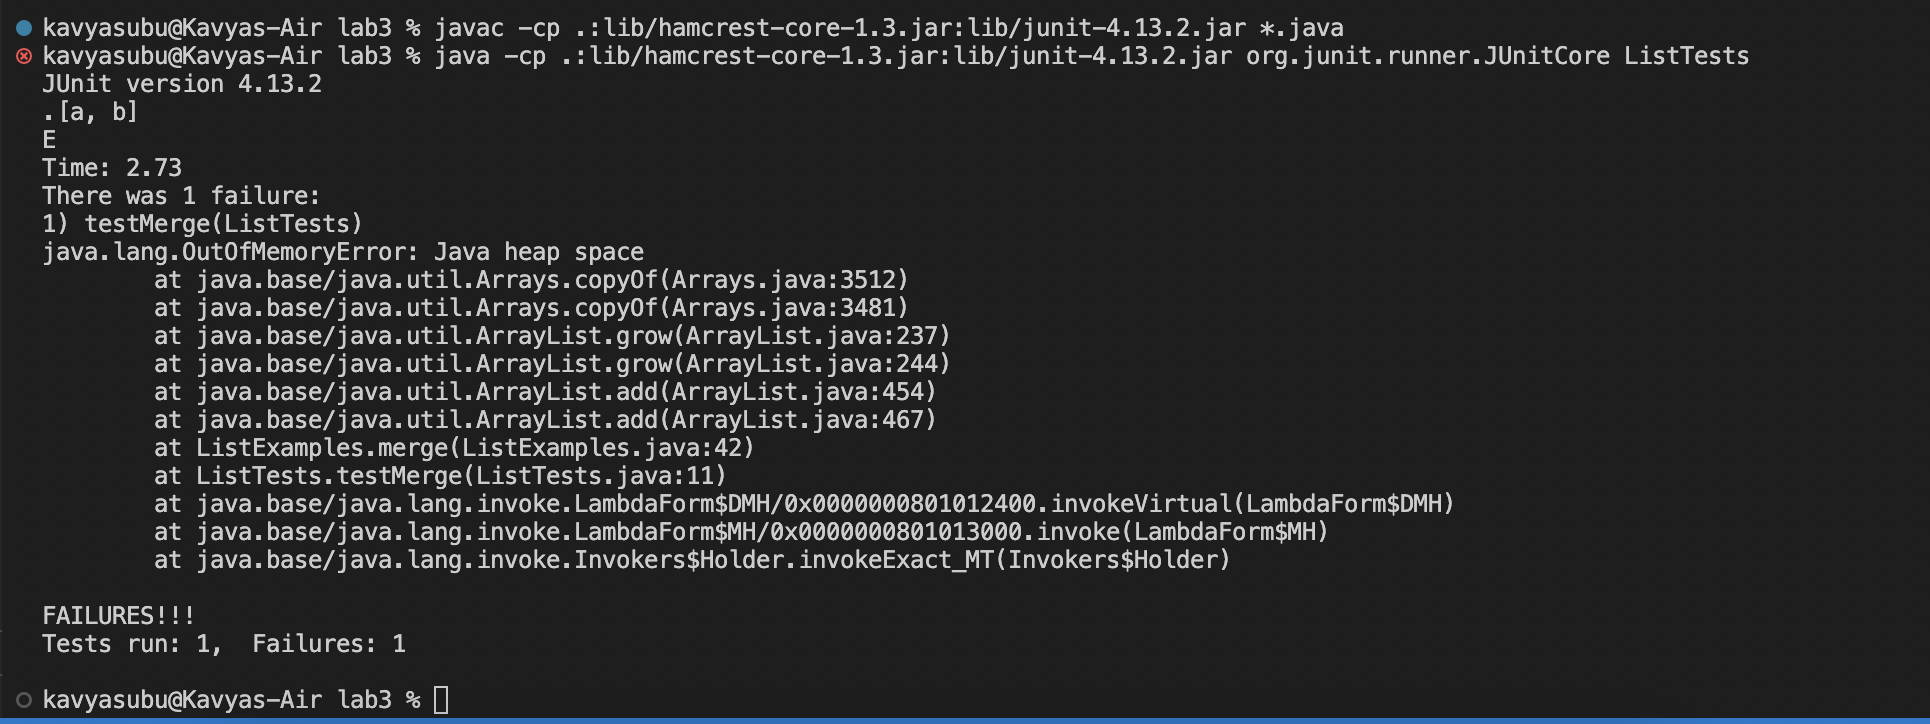 kavyasubu@Kavyas-Air lab3 % javac -cp .:lib/hamcrest-core-1.3.jar:lib/junit-4.13.2.jar *.java
kavyasubu@Kavyas-Air lab3 % java -cp .:lib/hamcrest-core-1.3.jar:lib/junit-4.13.2.jar org.junit.runner.JUnitCore ListTests
JUnit version 4.13.2
.[a, b]
E
Time: 2.73
There was 1 failure:
1) testMerge(ListTests)
java.lang.OutOfMemoryError: Java heap space
        at java.base/java.util.Arrays.copyOf(Arrays.java:3512)
        at java.base/java.util.Arrays.copyOf(Arrays.java:3481)
        at java.base/java.util.ArrayList.grow(ArrayList.java:237)
        at java.base/java.util.ArrayList.grow(ArrayList.java:244)
        at java.base/java.util.ArrayList.add(ArrayList.java:454)
        at java.base/java.util.ArrayList.add(ArrayList.java:467)
        at ListExamples.merge(ListExamples.java:42)
        at ListTests.testMerge(ListTests.java:11)
        at java.base/java.lang.invoke.LambdaForm$DMH/0x0000000801012400.invokeVirtual(LambdaForm$DMH)
        at java.base/java.lang.invoke.LambdaForm$MH/0x0000000801013000.invoke(LambdaForm$MH)
        at java.base/java.lang.invoke.Invokers$Holder.invokeExact_MT(Invokers$Holder)

FAILURES!!!
Tests run: 1,  Failures: 1

kavyasubu@Kavyas-Air lab3 %